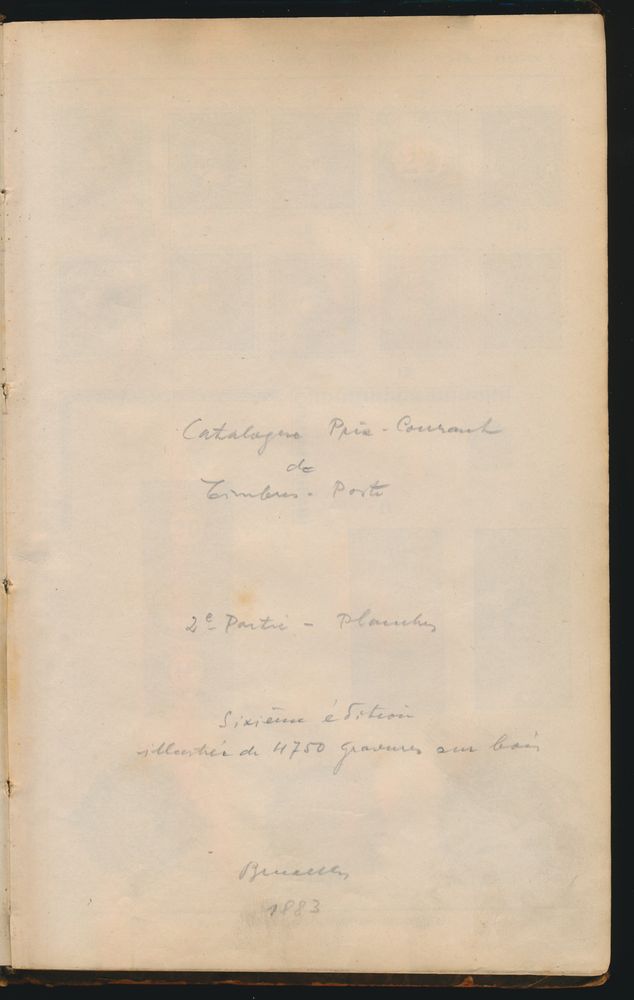 Catalogue Prix-Courant
de
Timbres-Poste
2e Partie - Planches
Sixième édition
illustrée de 4750 gravures sur bois
Bruxelles
1883